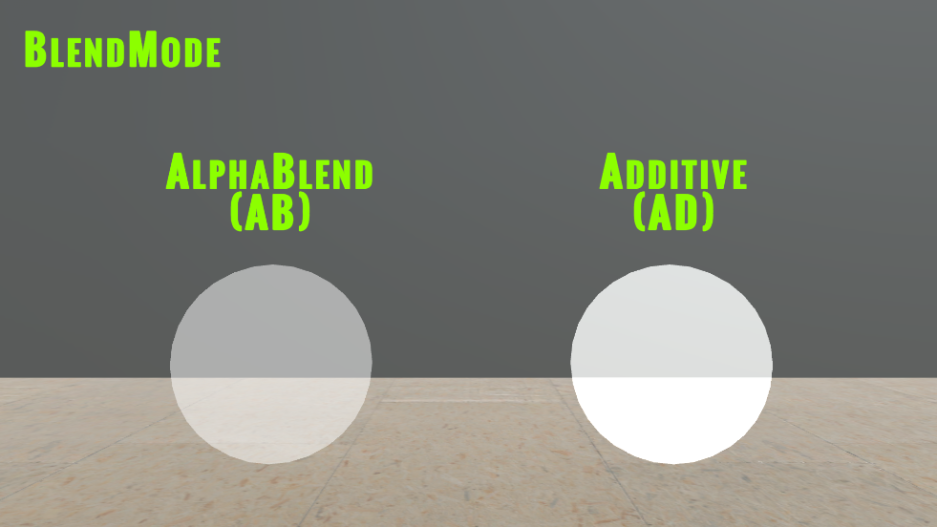 BlendMode
AlphaBlend
(AB)
Additive
(AD)